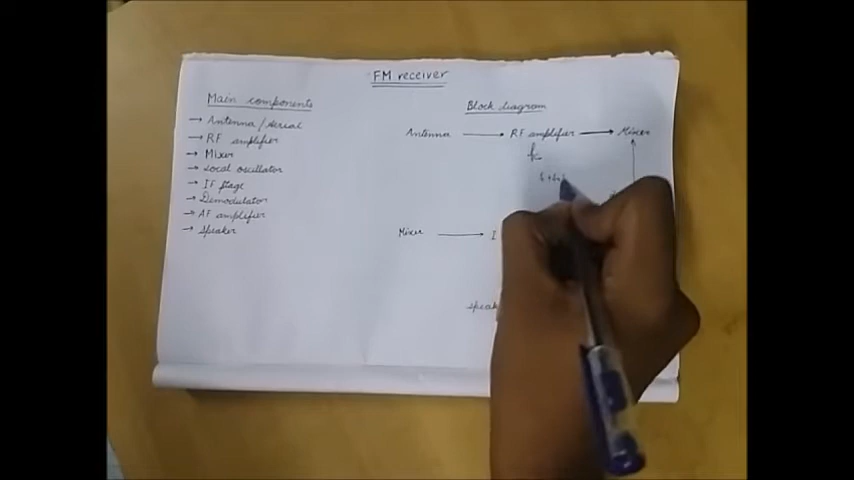 FM receiver
Main components
→ Antenna/Aerial
→ RF amplifier
→ Mixer
→ Local oscillator
→ IF stage
→ Demodulator
→ AF amplifier
→ Speaker
Block diagram
Antenna → RF amplifier → Mixer
fc
Mixer → I
speak